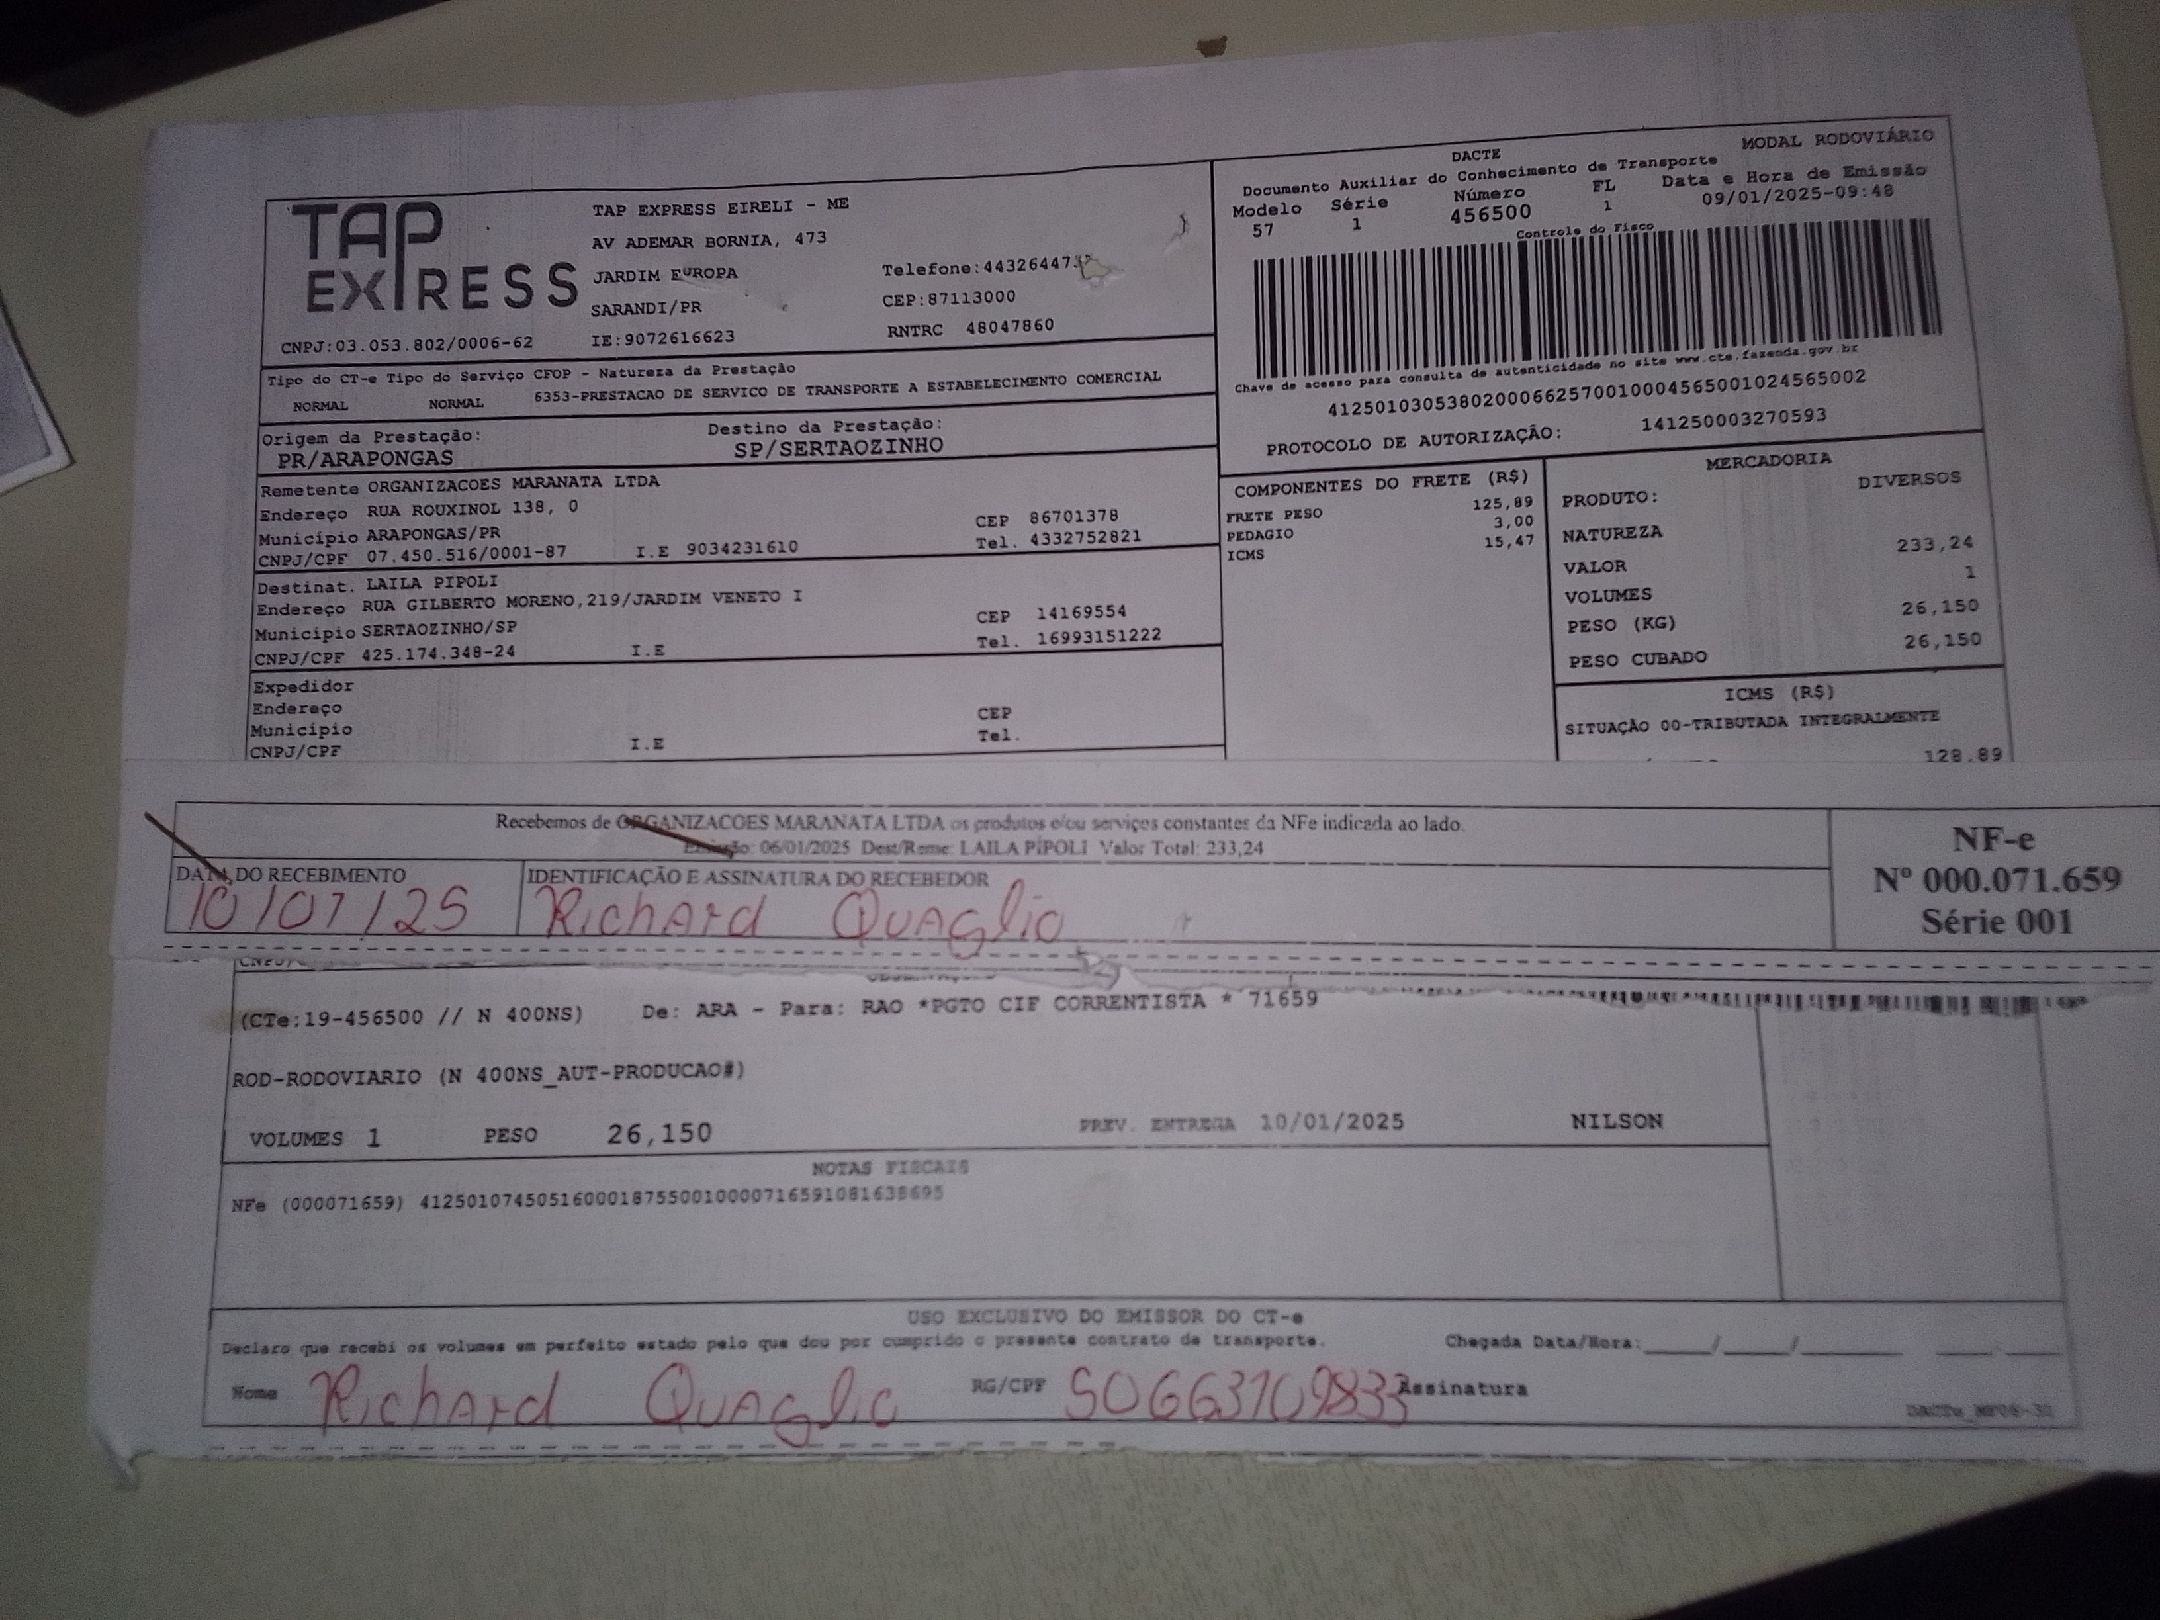 TAP EXPRESS
TAP EXPRESS EIRELI - ME
AV ADEMAR BORNIA, 473
JARDIM EUROPA
SARANDI/PR
Telefone:443264473
CEP:87113000
CNPJ:03.053.802/0006-62 IE:9072616623 RNTRC 48047860
DACTE MODAL RODOVIÁRIO
Documento Auxiliar do Conhecimento de Transporte
Modelo Série Número FL Data e Hora de Emissão
57 1 456500 1 09/01/2025-09:48
Controle do Fisco
Chave de acesso para consulta de autenticidade no site www.cte.fazenda.gov.br
41250103053802000662570010004565001024565002
PROTOCOLO DE AUTORIZAÇÃO: 141250003270593
Tipo do CT-e Tipo do Serviço CFOP - Natureza da Prestação
NORMAL NORMAL 6353-PRESTACAO DE SERVICO DE TRANSPORTE A ESTABELECIMENTO COMERCIAL
Origem da Prestação: Destino da Prestação:
PR/ARAPONGAS SP/SERTAOZINHO
Remetente ORGANIZACOES MARANATA LTDA
Endereço RUA ROUXINOL 138, 0
Município ARAPONGAS/PR CEP 86701378
CNPJ/CPF 07.450.516/0001-87 I.E 9034231610 Tel. 4332752821
Destinat. LAILA PIPOLI
Endereço RUA GILBERTO MORENO,219/JARDIM VENETO I
Município SERTAOZINHO/SP CEP 14169554
CNPJ/CPF 425.174.348-24 I.E Tel. 16993151222
Expedidor
Endereço
Município CEP
CNPJ/CPF I.E Tel.
COMPONENTES DO FRETE (R$)
FRETE PESO 125,89
PEDAGIO 3,00
ICMS 15,47
MERCADORIA
PRODUTO: DIVERSOS
NATUREZA
VALOR 233,24
VOLUMES 1
PESO (KG) 26,150
PESO CUBADO 26,150
ICMS (R$)
SITUAÇÃO 00-TRIBUTADA INTEGRALMENTE
128,89
Recebemos de ORGANIZACOES MARANATA LTDA os produtos e/ou serviços constantes da NFe indicada ao lado.
Emissão: 06/01/2025 Dest/Reme: LAILA PÍPOLI Valor Total: 233,24
DATA DO RECEBIMENTO IDENTIFICAÇÃO E ASSINATURA DO RECEBEDOR
10/01/25 Richard Quaglio
NF-e
Nº 000.071.659
Série 001
CNPJ/
(CTe:19-456500 // N 400NS) De: ARA - Para: RAO *PGTO CIF CORRENTISTA * 71659
ROD-RODOVIARIO (N 400NS_AUT-PRODUCAO#)
VOLUMES 1 PESO 26,150 PREV. ENTREGA 10/01/2025 NILSON
NOTAS FISCAIS
NFe (000071659) 41250107450516000187550010000716591081638695
USO EXCLUSIVO DO EMISSOR DO CT-e
Declaro que recebi os volumes em perfeito estado pelo que dou por cumprido o presente contrato de transporte. Chegada Data/Hora:____/____/____
Nome Richard Quaglio RG/CPF 50663109833 Assinatura